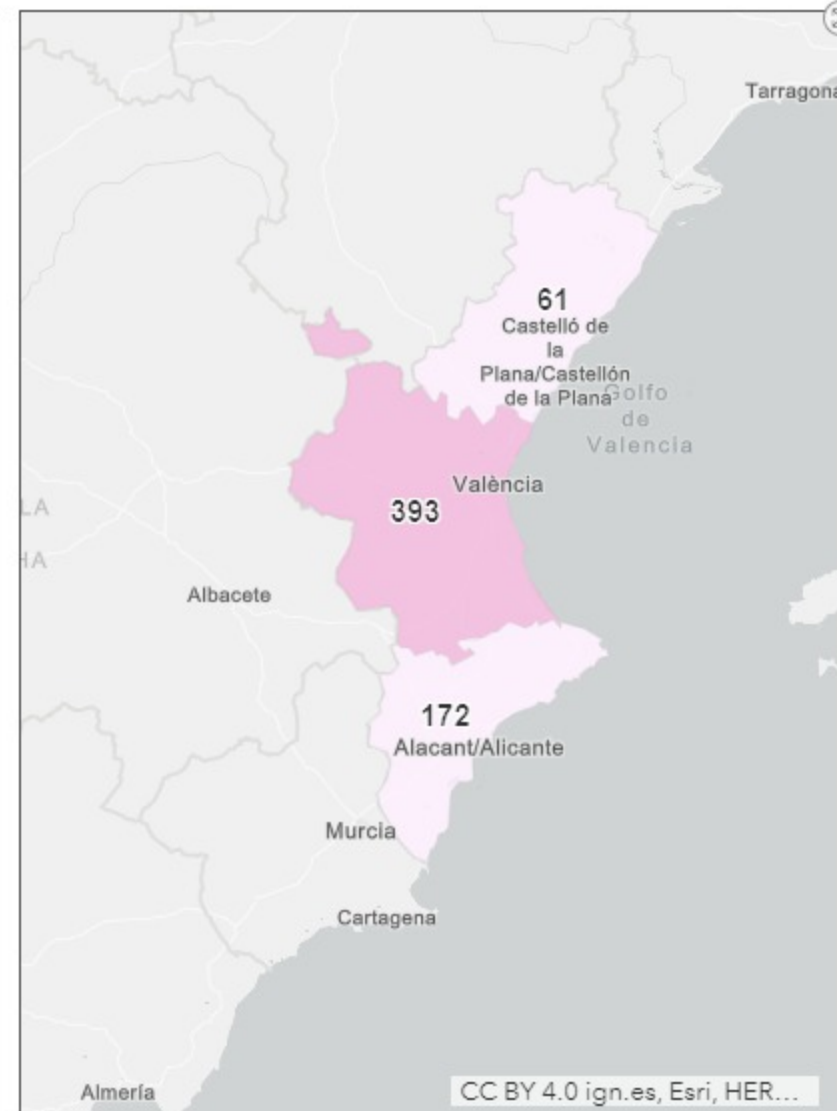 Tarragona
61
Castelló de
la
Plana/Castellón
de la Plana
Golfo
de
Valencia
València
393
LA
HA
Albacete
172
Alacant/Alicante
Murcia
Cartagena
Almería
CC BY 4.0 ign.es, Esri, HER...